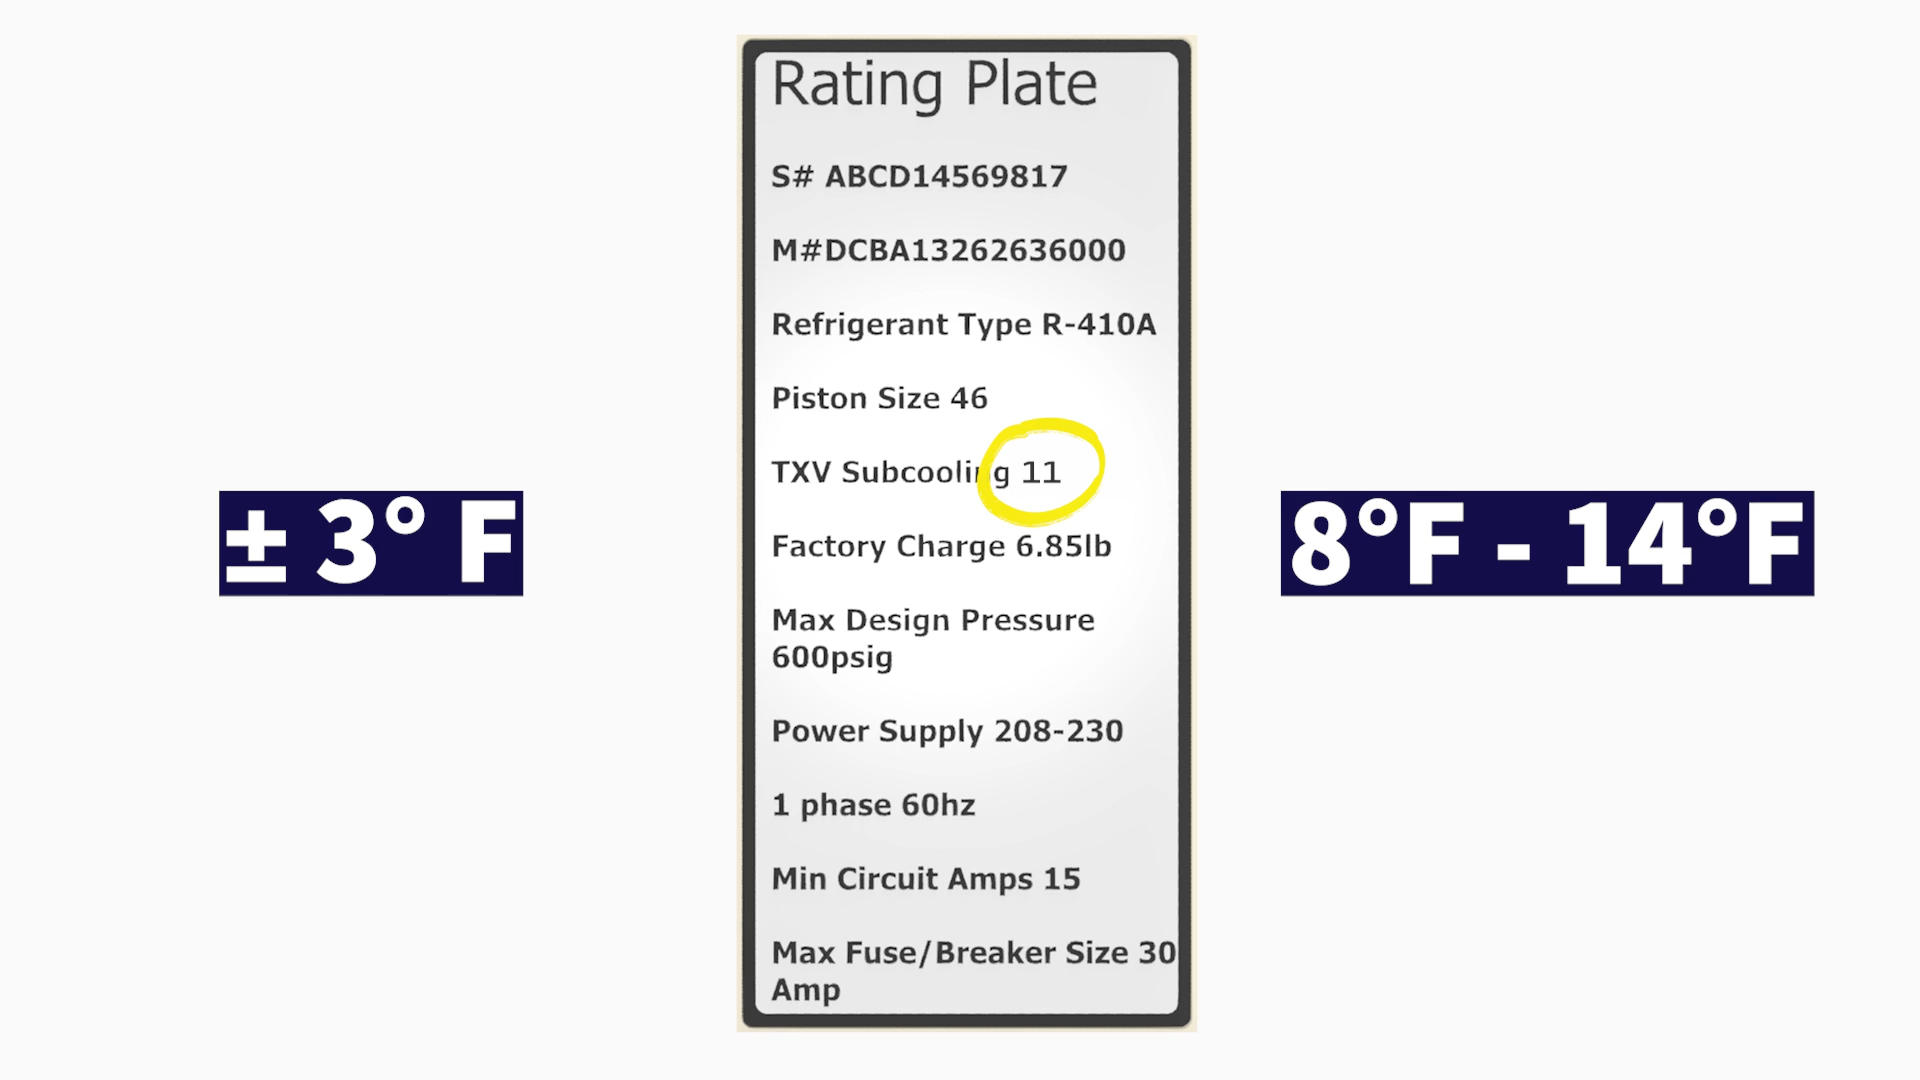 Rating Plate
S# ABCD14569817
M#DCBA13262636000
Refrigerant Type R-410A
Piston Size 46
TXV Subcooling 11
Factory Charge 6.85lb
Max Design Pressure
600psig
Power Supply 208-230
1 phase 60hz
Min Circuit Amps 15
Max Fuse/Breaker Size 30
Amp
± 3° F
8°F - 14°F